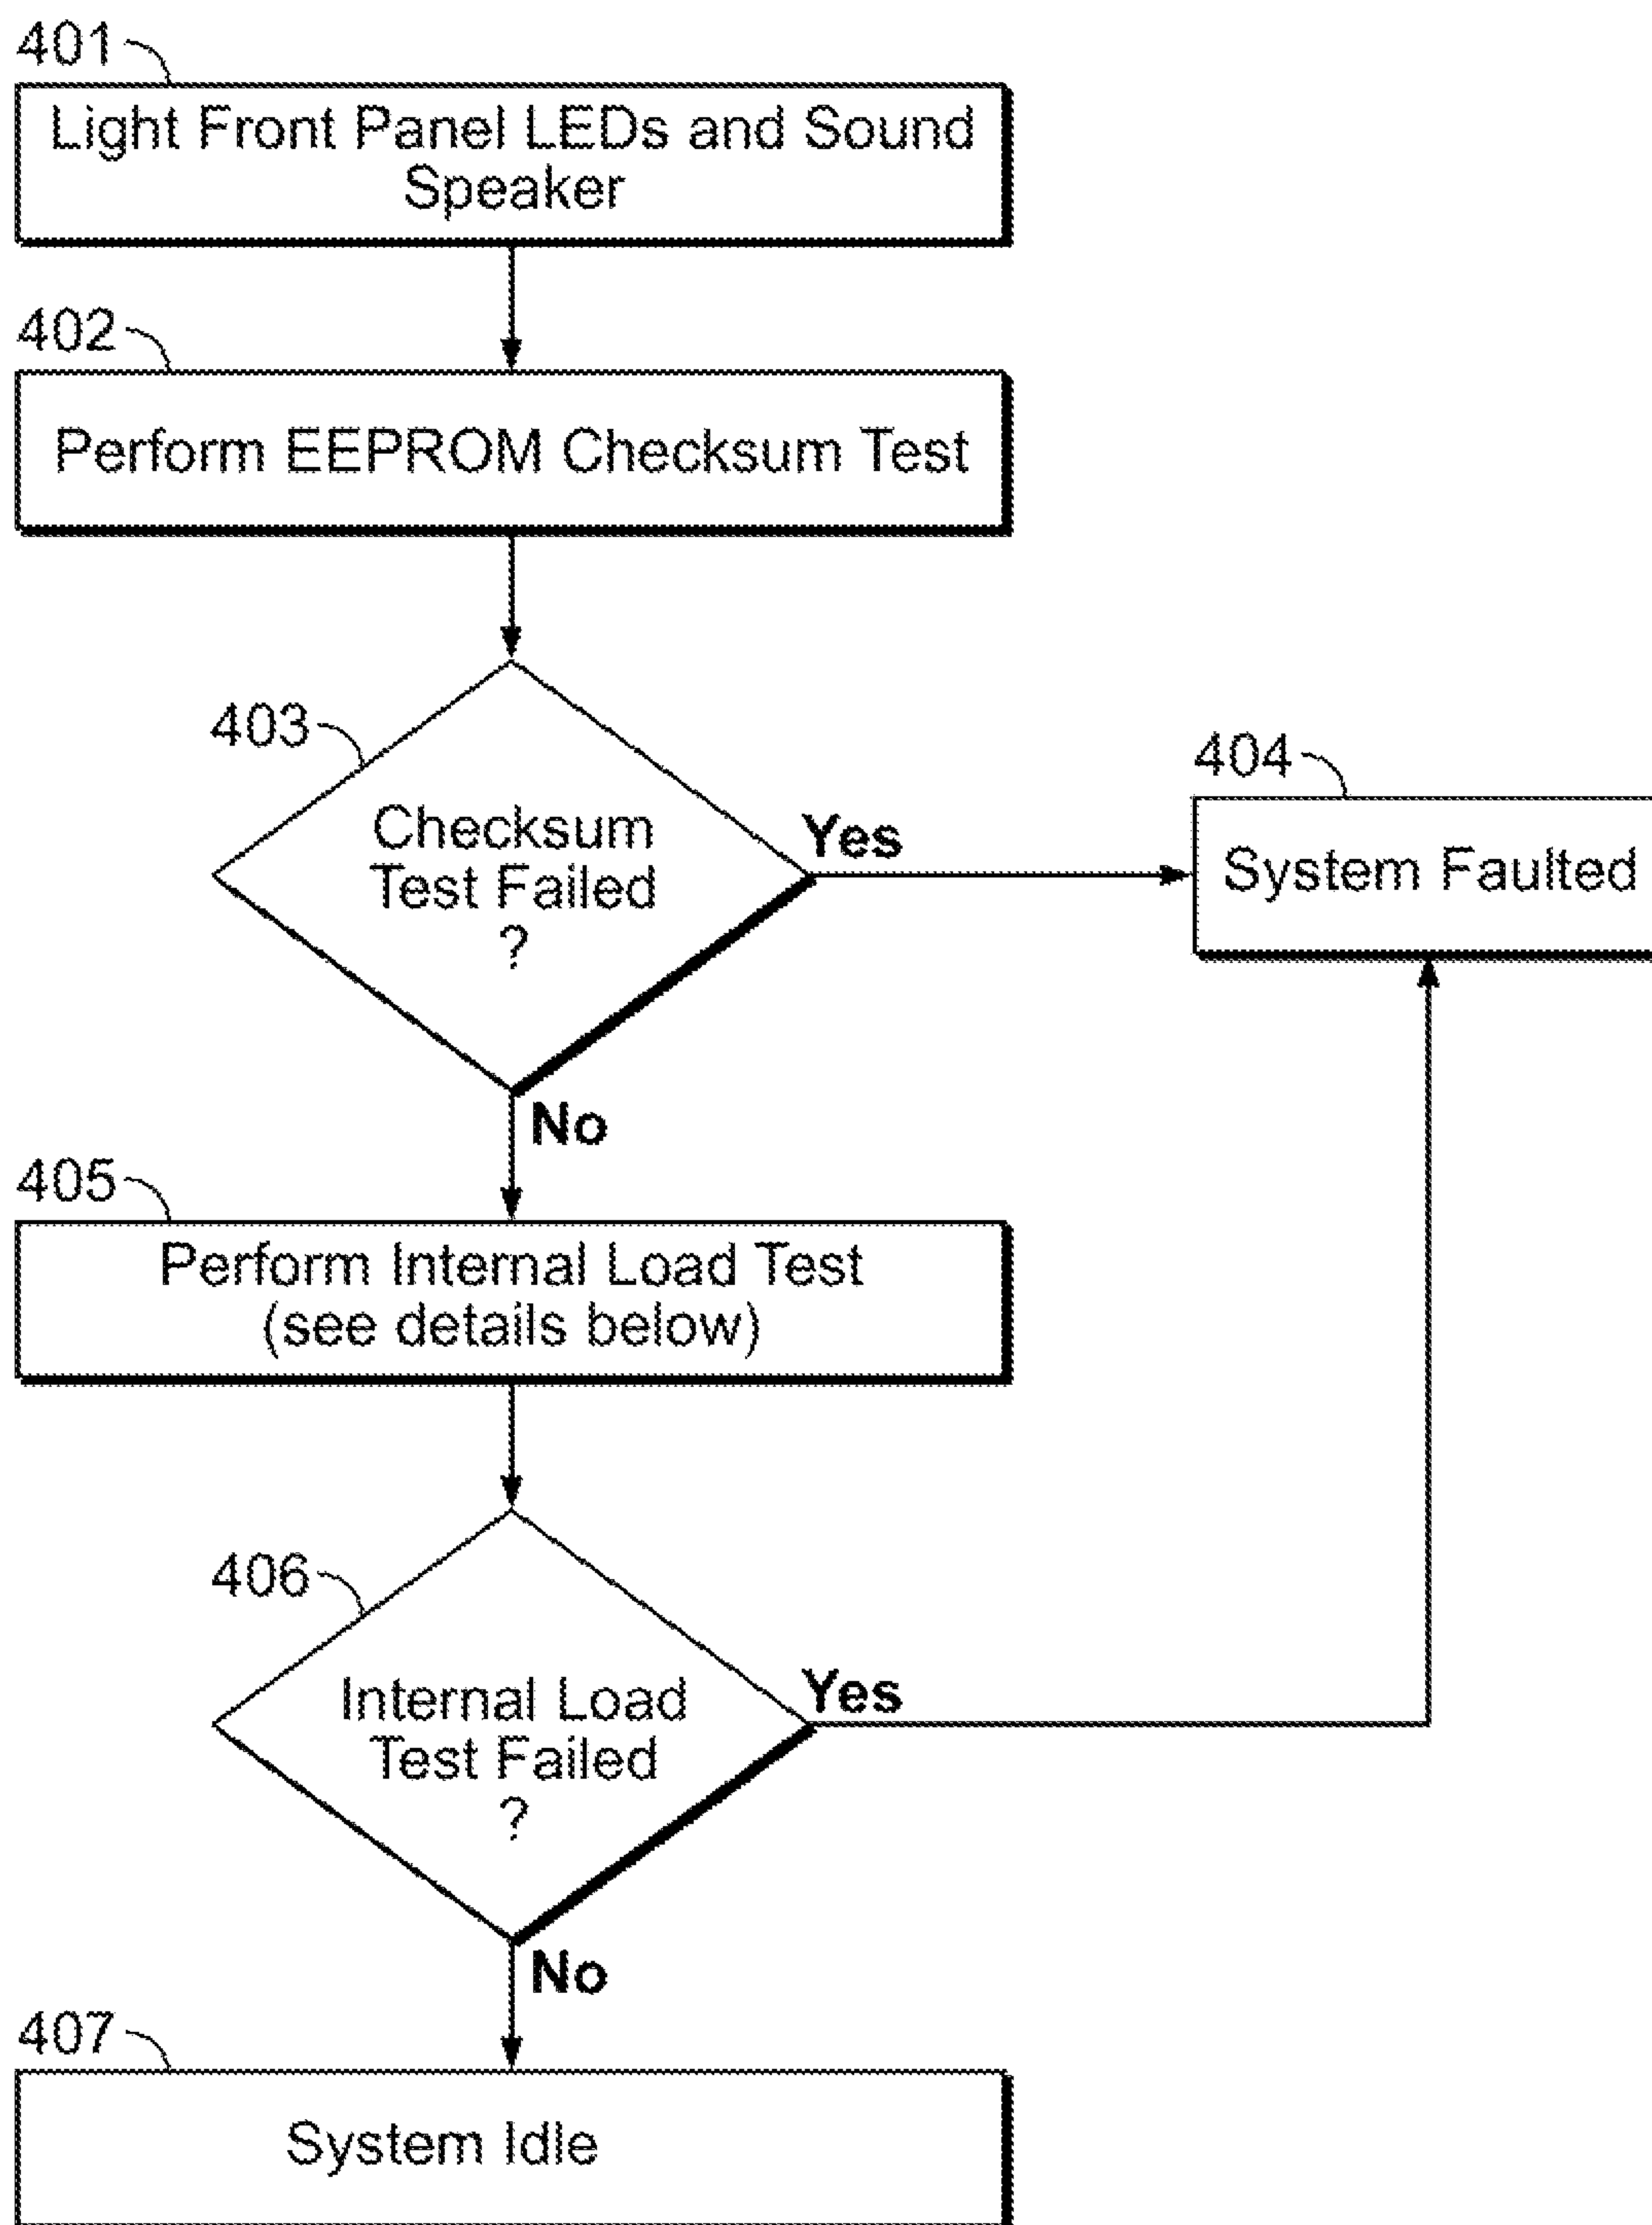 401
Light Front Panel LEDs and Sound
Speaker
402
Perform EEPROM Checksum Test
403
Checksum
Test Failed
?
Yes
404
System Faulted
No
405
Perform Internal Load Test
(see details below)
406
Internal Load
Test Failed
?
Yes
No
407
System Idle